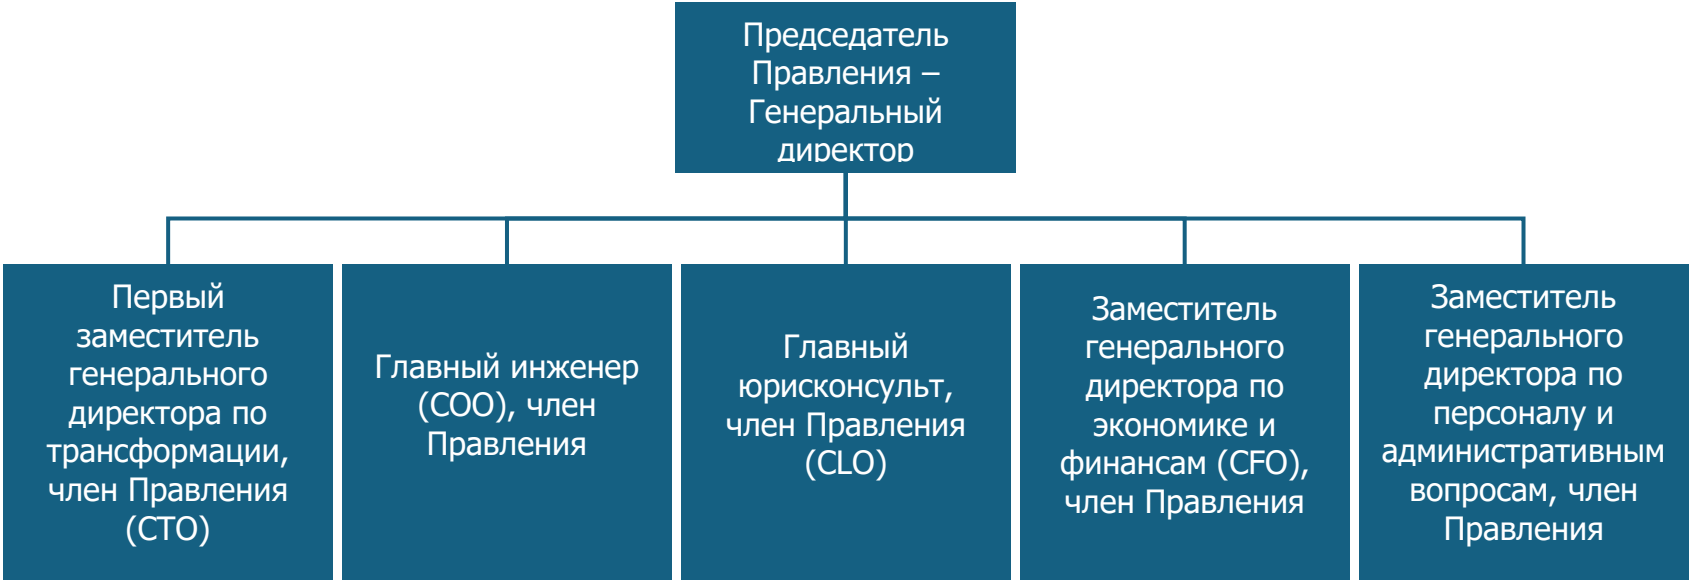 Председатель
Правления –
Генеральный
директор
Первый
заместитель
генерального
директора по
трансформации,
член Правления
(CTO)
Главный инженер
(COO), член
Правления
Главный
юрисконсульт,
член Правления
(CLO)
Заместитель
генерального
директора по
экономике и
финансам (CFO),
член Правления
Заместитель
генерального
директора по
персоналу и
административным
вопросам, член
Правления